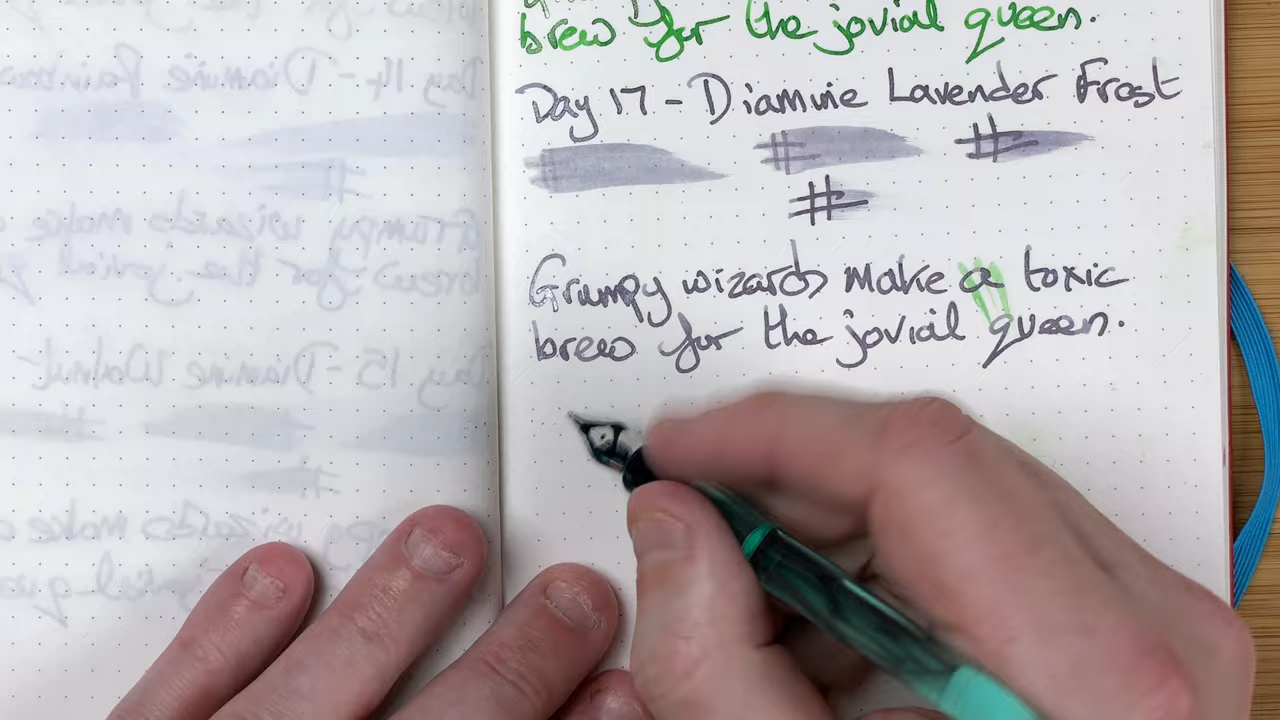 brew for the jovial queen.
Day 17 - Diamine Lavender Frost
#
#
#
Grumpy wizards make a toxic
brew for the jovial queen.